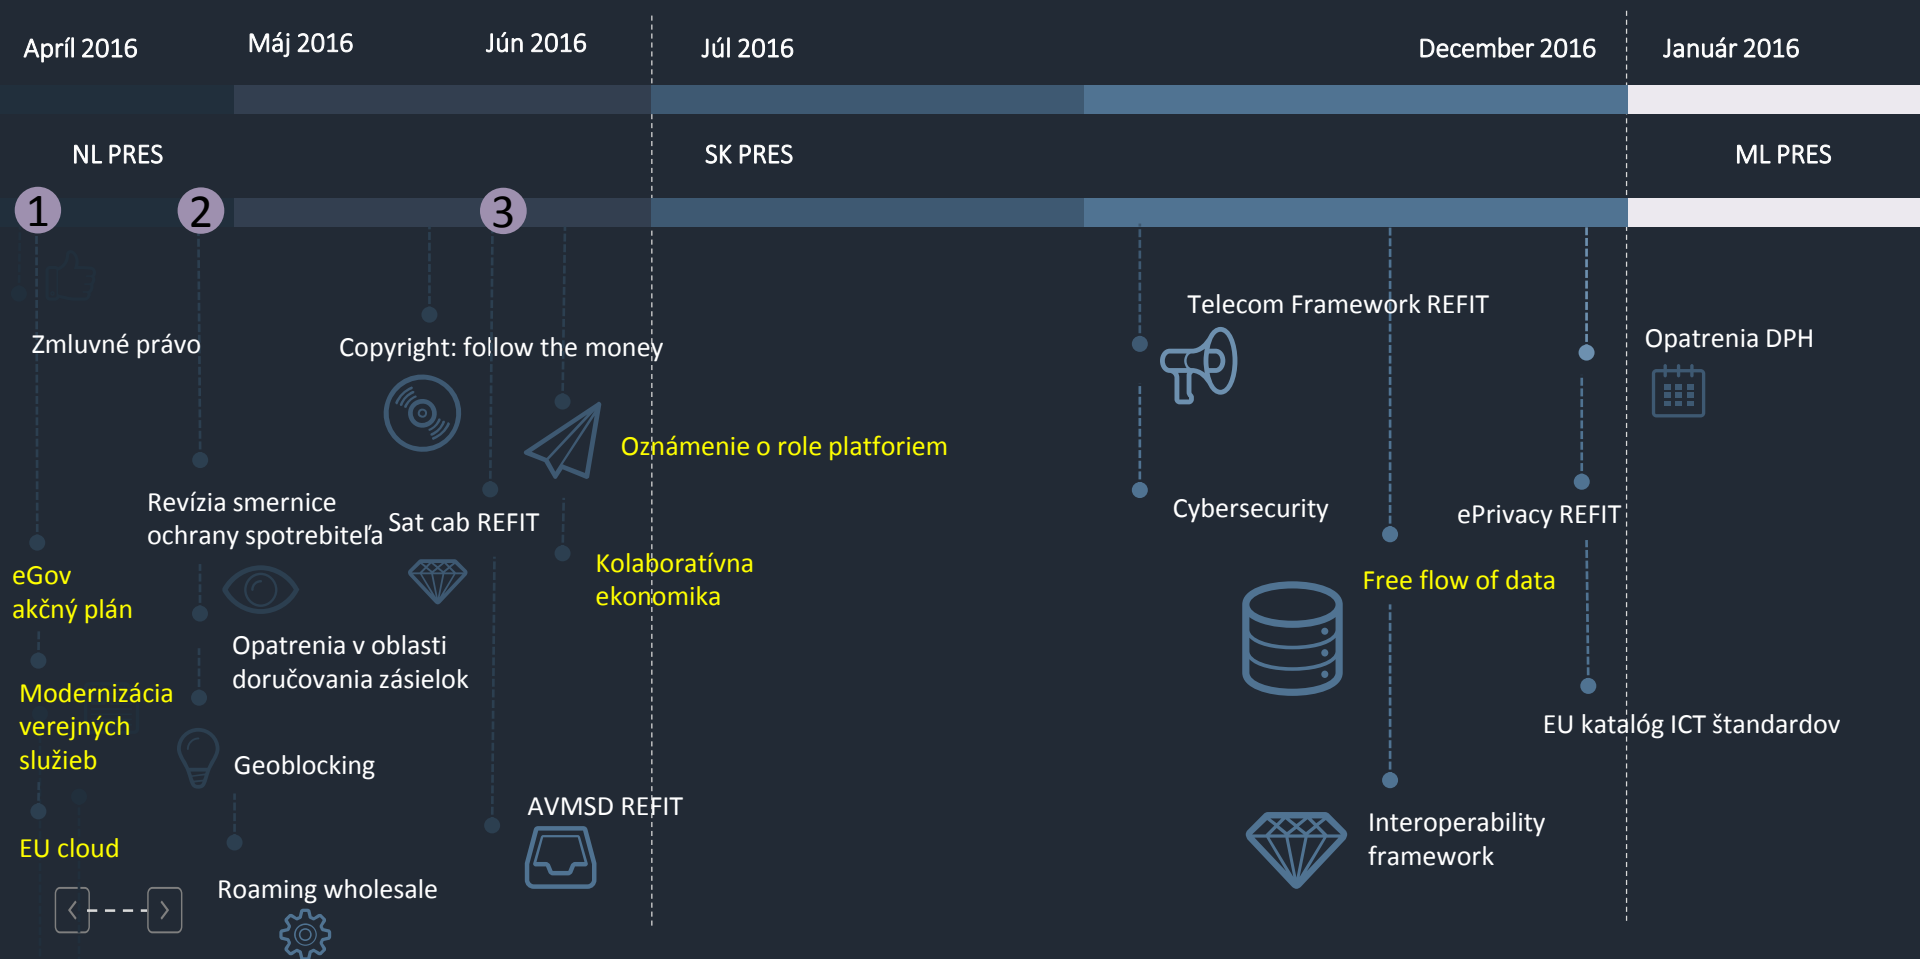 Apríl 2016
Máj 2016
Jún 2016
Júl 2016
December 2016
Január 2016
NL PRES
SK PRES
ML PRES
1
2
3
Telecom Framework REFIT
Zmluvné právo
Copyright: follow the money
Opatrenia DPH
Oznámenie o role platforiem
Revízia smernice
ochrany spotrebiteľa
Sat cab REFIT
Cybersecurity
ePrivacy REFIT
eGov
akčný plán
Kolaboratívna
ekonomika
Free flow of data
Opatrenia v oblasti
doručovania zásielok
Modernizácia
verejných
služieb
EU katalóg ICT štandardov
Geoblocking
AVMSD REFIT
Interoperability
framework
EU cloud
Roaming wholesale